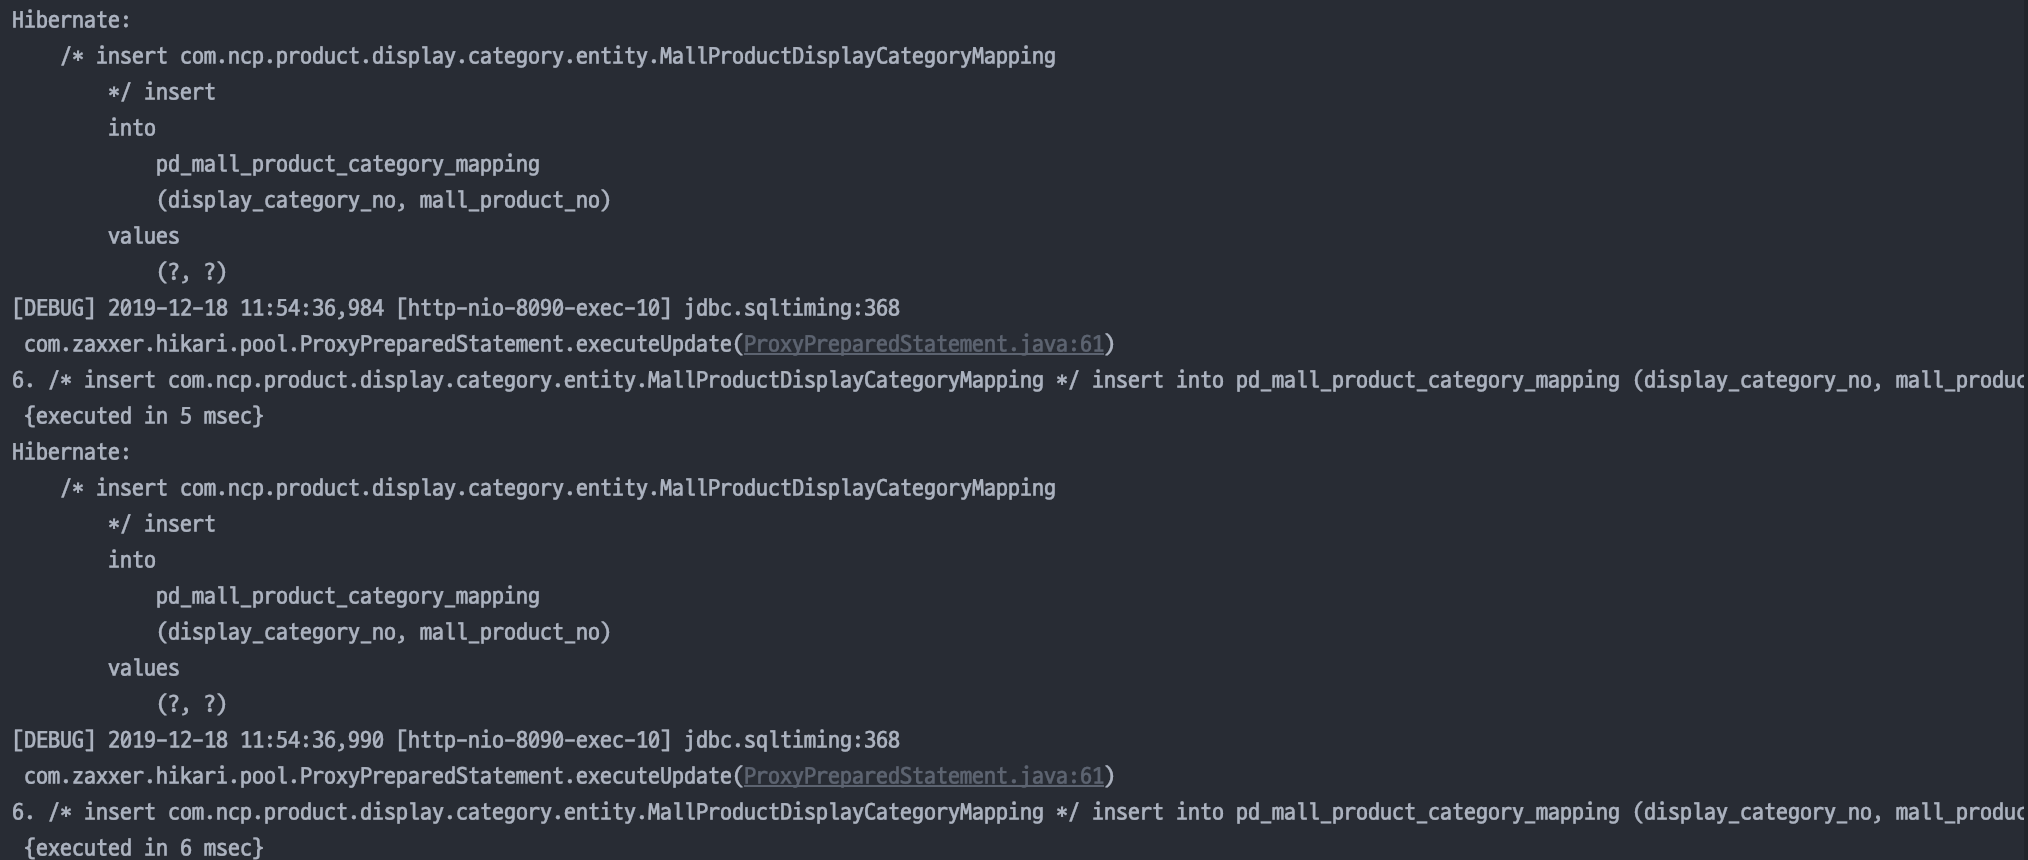 Hibernate:
/* insert com.ncp.product.display.category.entity.MallProductDisplayCategoryMapping
*/ insert
into
pd_mall_product_category_mapping
(display_category_no, mall_product_no)
values
(?, ?)
[DEBUG] 2019-12-18 11:54:36,984 [http-nio-8090-exec-10] jdbc.sqltiming:368
com.zaxxer.hikari.pool.ProxyPreparedStatement.executeUpdate(ProxyPreparedStatement.java:61)
6. /* insert com.ncp.product.display.category.entity.MallProductDisplayCategoryMapping */ insert into pd_mall_product_category_mapping (display_category_no, mall_produc
{executed in 5 msec}
Hibernate:
/* insert com.ncp.product.display.category.entity.MallProductDisplayCategoryMapping
*/ insert
into
pd_mall_product_category_mapping
(display_category_no, mall_product_no)
values
(?, ?)
[DEBUG] 2019-12-18 11:54:36,990 [http-nio-8090-exec-10] jdbc.sqltiming:368
com.zaxxer.hikari.pool.ProxyPreparedStatement.executeUpdate(ProxyPreparedStatement.java:61)
6. /* insert com.ncp.product.display.category.entity.MallProductDisplayCategoryMapping */ insert into pd_mall_product_category_mapping (display_category_no, mall_produc
{executed in 6 msec}